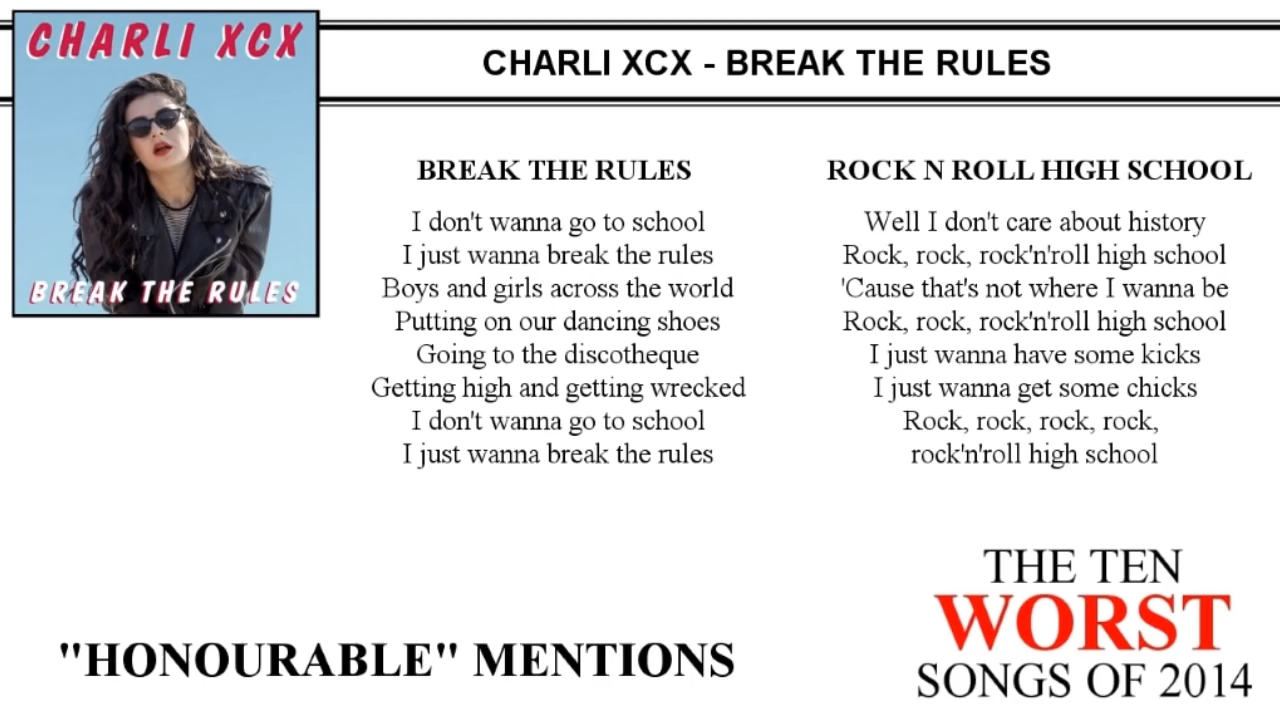 CHARLI XCX
BREAK THE RULES
CHARLI XCX - BREAK THE RULES
BREAK THE RULES
I don't wanna go to school
I just wanna break the rules
Boys and girls across the world
Putting on our dancing shoes
Going to the discotheque
Getting high and getting wrecked
I don't wanna go to school
I just wanna break the rules
ROCK N ROLL HIGH SCHOOL
Well I don't care about history
Rock, rock, rock'n'roll high school
'Cause that's not where I wanna be
Rock, rock, rock'n'roll high school
I just wanna have some kicks
I just wanna get some chicks
Rock, rock, rock, rock,
rock'n'roll high school
"HONOURABLE" MENTIONS
THE TEN
WORST
SONGS OF 2014